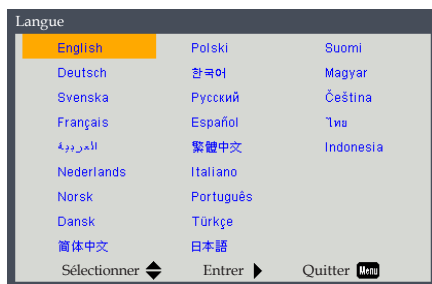 Langue
English Polski Suomi
Deutsch 한국어 Magyar
Svenska Русский Čeština
Français Español ไทย
العربية 繁體中文 Indonesia
Nederlands Italiano
Norsk Português
Dansk Türkçe
简体中文 日本語
Sélectionner Entrer Quitter Menu